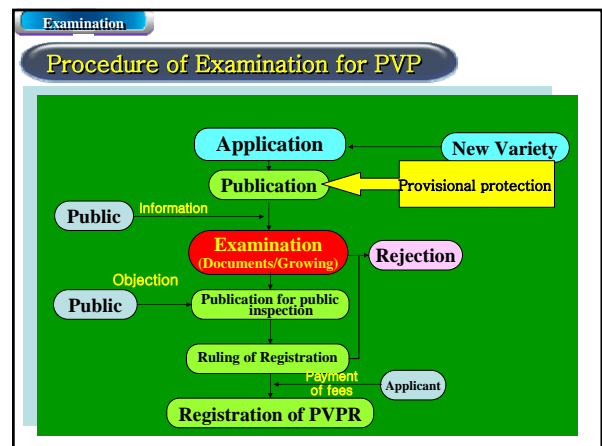 Examination
Procedure of Examination for PVP
Application
New Variety
Publication
Provisional protection
Public
Information
Examination
(Documents/Growing)
Rejection
Objection
Public
Publication for public
inspection
Ruling of Registration
Payment
of fees
Applicant
Registration of PVPR